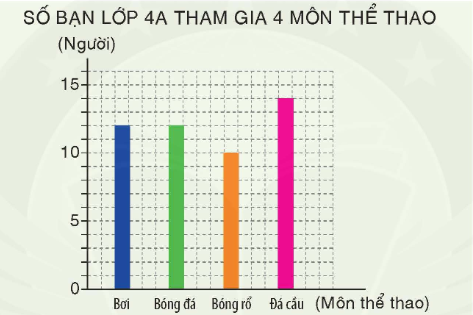 SỐ BẠN LỚP 4A THAM GIA 4 MÔN THỂ THAO
(Người)
15
10
5
0
Bơi Bóng đá Bóng rổ Đá cầu (Môn thể thao)